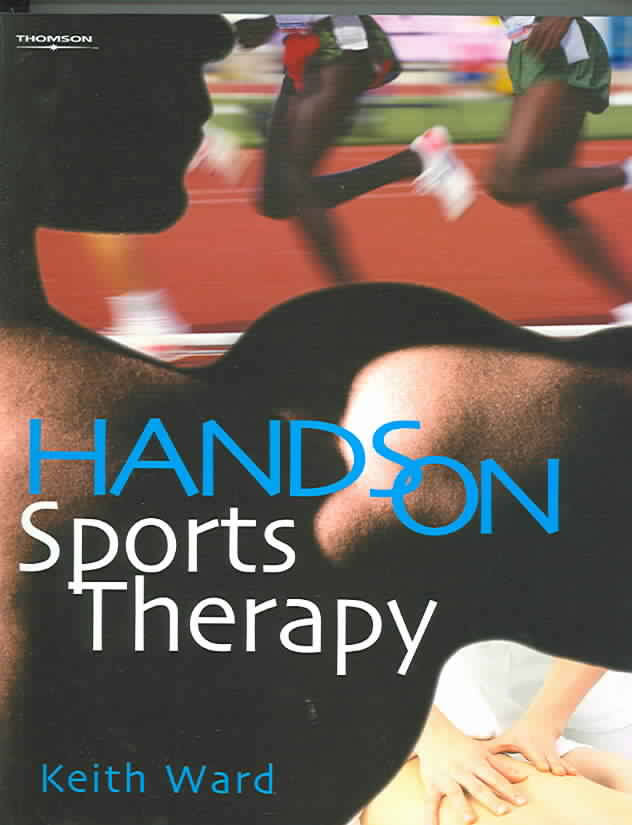 THOMSON
HANDS ON
Sports
Therapy
Keith Ward